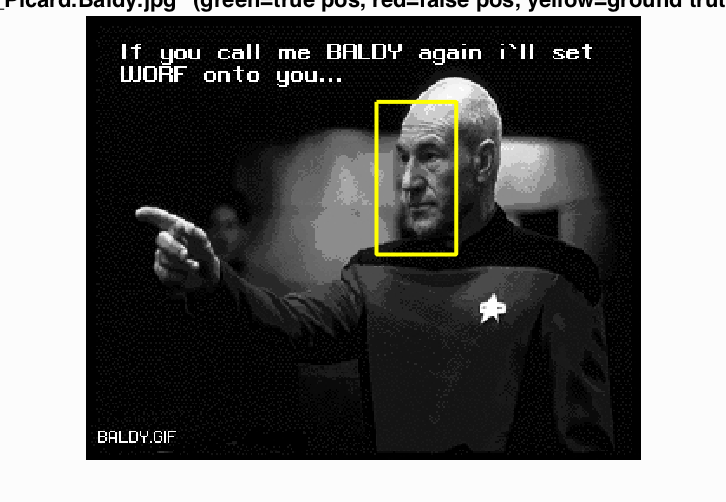 _Picard.Baldy.jpg" (green=true pos, red=false pos, yellow=ground trut
If you call me BALDY again i`ll set
WORF onto you...
BALDY.GIF